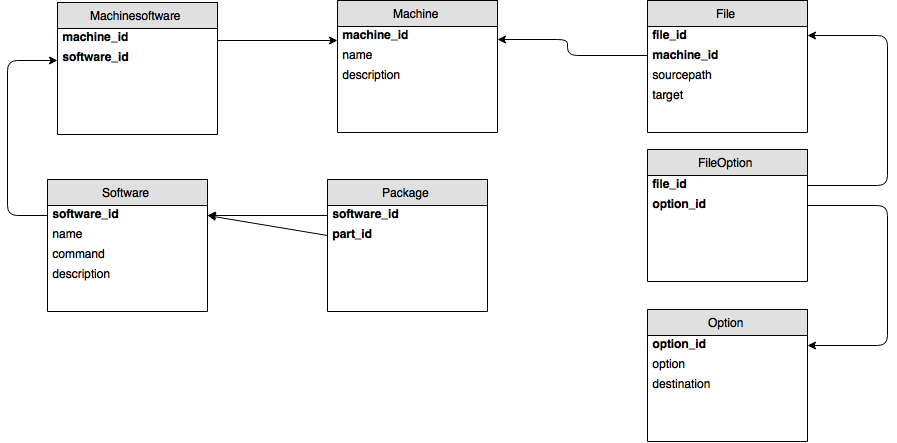 Machinesoftware
machine_id
software_id
Machine
machine_id
name
description
File
file_id
machine_id
sourcepath
target
FileOption
file_id
option_id
Software
software_id
name
command
description
Package
software_id
part_id
Option
option_id
option
destination